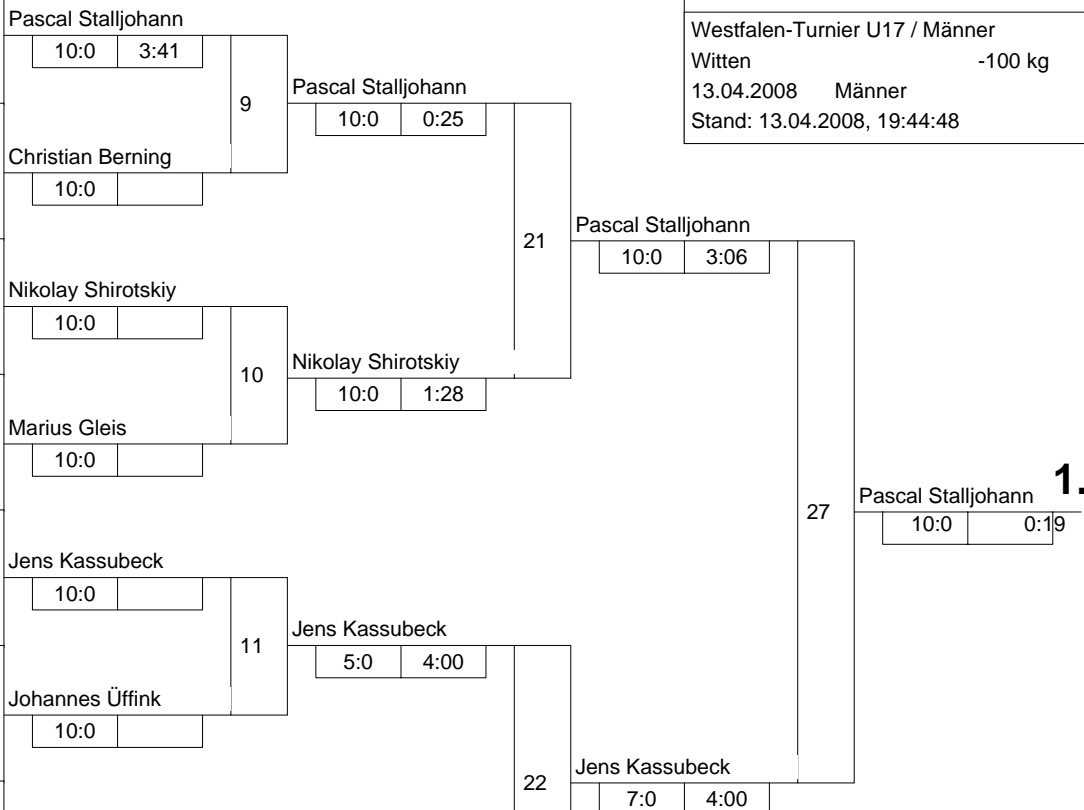 Westfalen-Turnier U17 / Männer
Witten -100 kg
13.04.2008 Männer
Stand: 13.04.2008, 19:44:48
Pascal Stalljohann
10:0 3:41
9
Christian Berning
10:0
Pascal Stalljohann
10:0 0:25
Nikolay Shirotskiy
10:0
10
Marius Gleis
10:0
Nikolay Shirotskiy
10:0 1:28
21
Pascal Stalljohann
10:0 3:06
Jens Kassubeck
10:0
11
Johannes Üffink
10:0
Jens Kassubeck
5:0 4:00
22
Jens Kassubeck
7:0 4:00
27
Pascal Stalljohann 1.
10:0 0:19